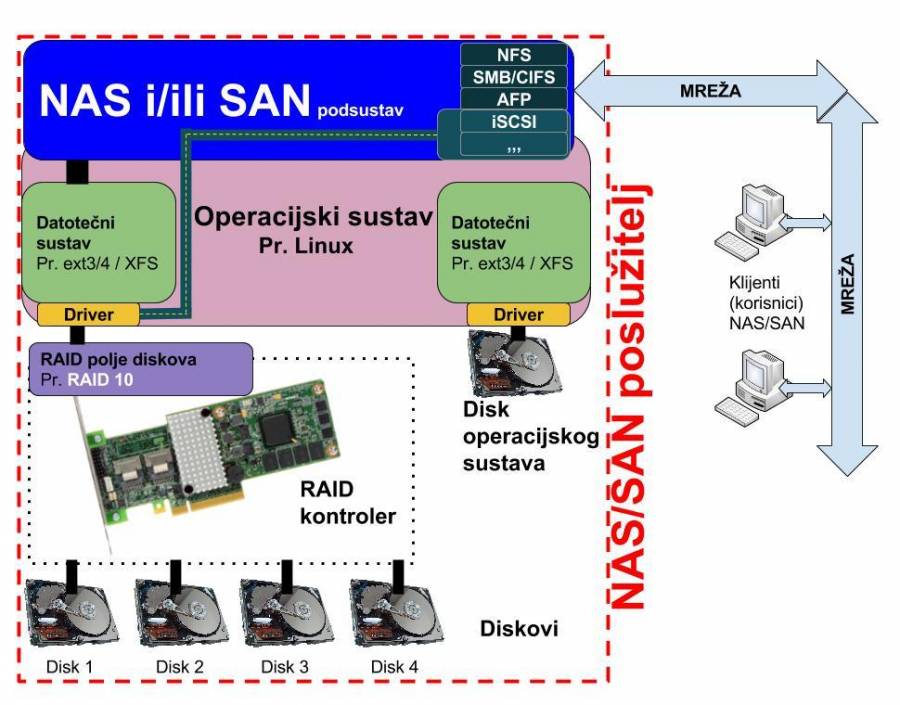 NAS i/ili SAN podsustav
NFS
SMB/CIFS
AFP
iSCSI
,,,
MREŽA
Operacijski sustav
Pr. Linux
Datotečni
sustav
Pr. ext3/4 / XFS
Driver
Datotečni
sustav
Pr. ext3/4 / XFS
Driver
RAID polje diskova
Pr. RAID 10
RAID
kontroler
Disk
operacijskog
sustava
Disk 1
Disk 2
Disk 3
Disk 4
Diskovi
NAS/SAN poslužitelj
Klijenti
(korisnici)
NAS/SAN
MREŽA